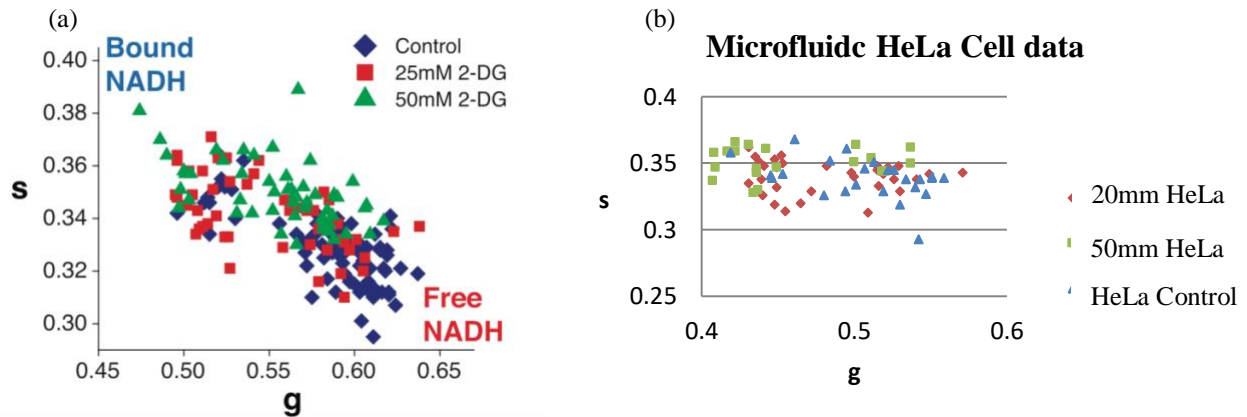 (a)
Bound
NADH
Control
25mM 2-DG
50mM 2-DG
0.40
0.38
0.36
0.34
0.32
0.30
s
Free
NADH
0.45
0.50
0.55
0.60
0.65
g
(b)
Microfluidc HeLa Cell data
0.4
0.35
0.3
0.25
s
0.4
0.5
0.6
g
20mm HeLa
50mm HeLa
HeLa Control